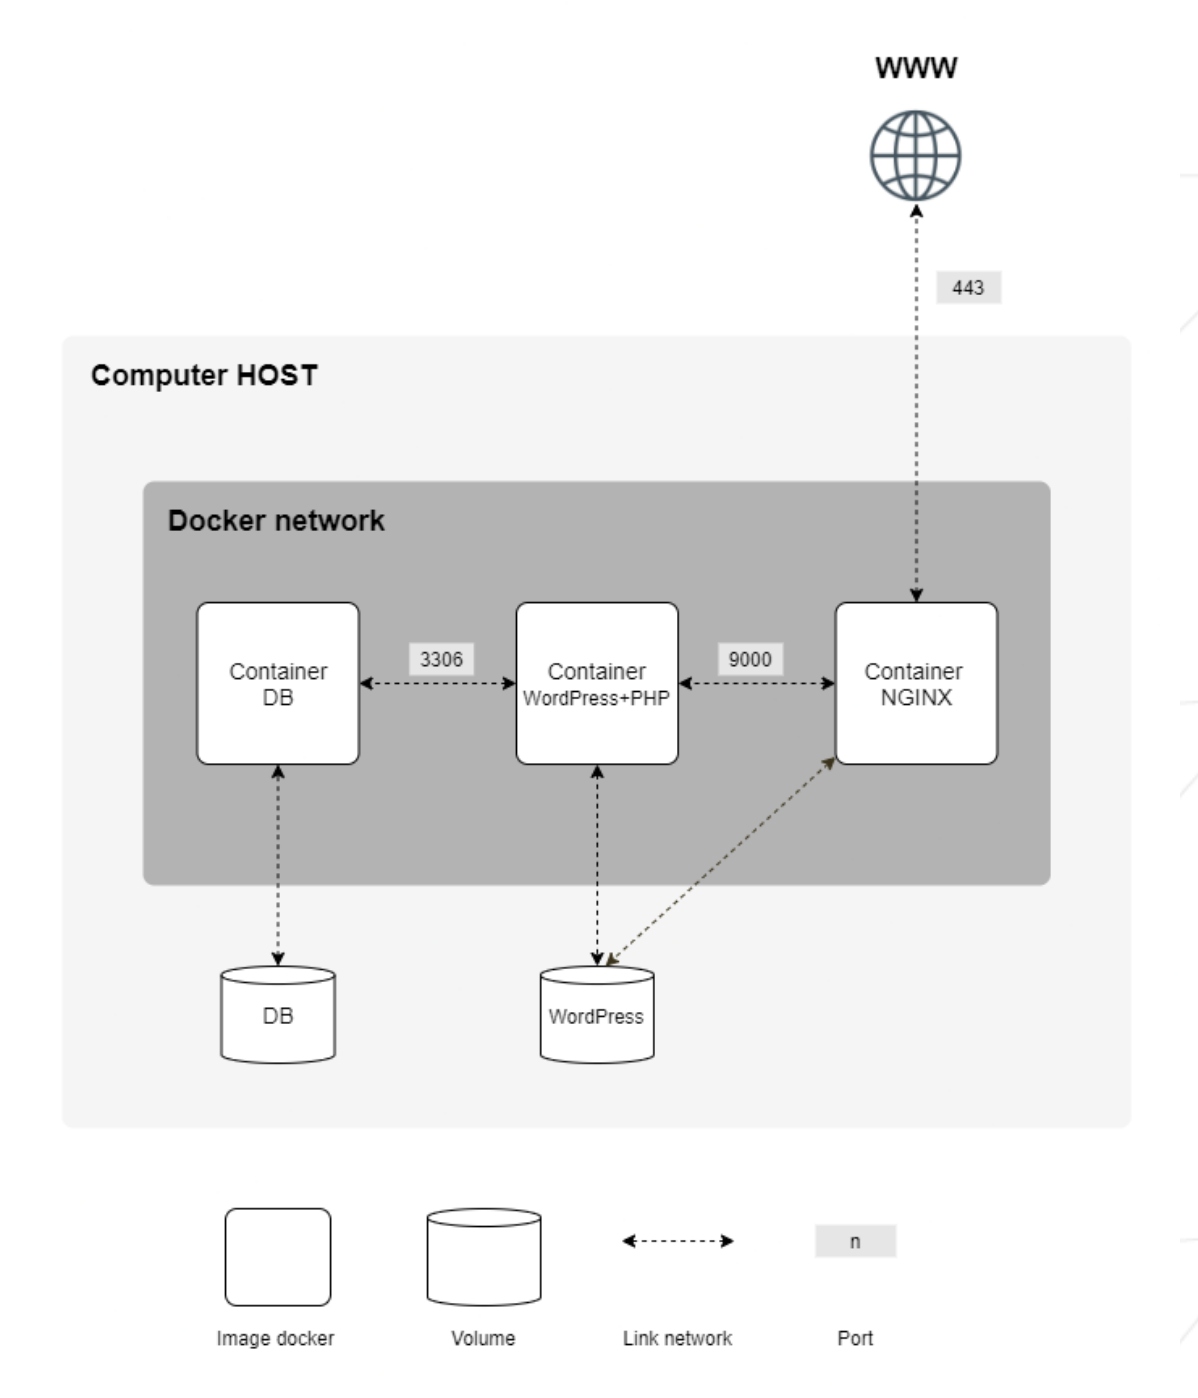 WWW
443
Computer HOST
Docker network
Container
DB
3306
Container
WordPress+PHP
9000
Container
NGINX
DB
WordPress
n
Image docker
Volume
Link network
Port